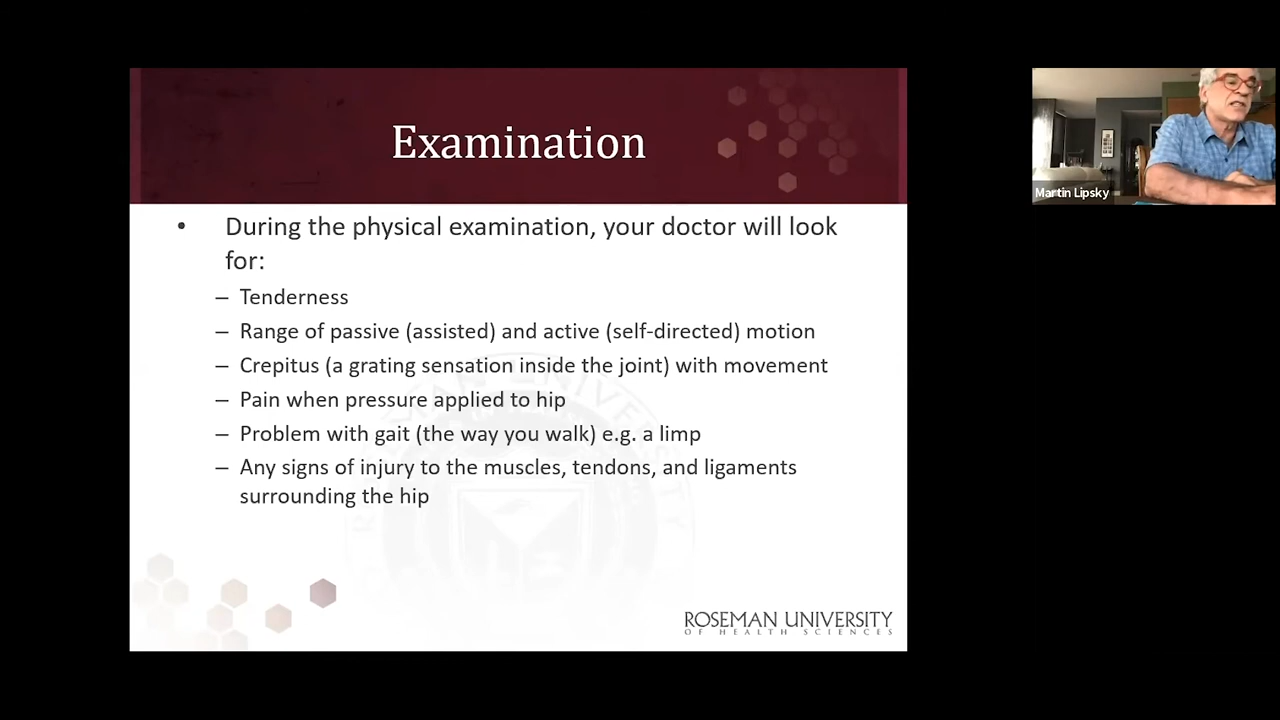 Examination
• During the physical examination, your doctor will look
for:
– Tenderness
– Range of passive (assisted) and active (self-directed) motion
– Crepitus (a grating sensation inside the joint) with movement
– Pain when pressure applied to hip
– Problem with gait (the way you walk) e.g. a limp
– Any signs of injury to the muscles, tendons, and ligaments
surrounding the hip
ROSEMAN UNIVERSITY
OF HEALTH SCIENCES
Martin Lipsky